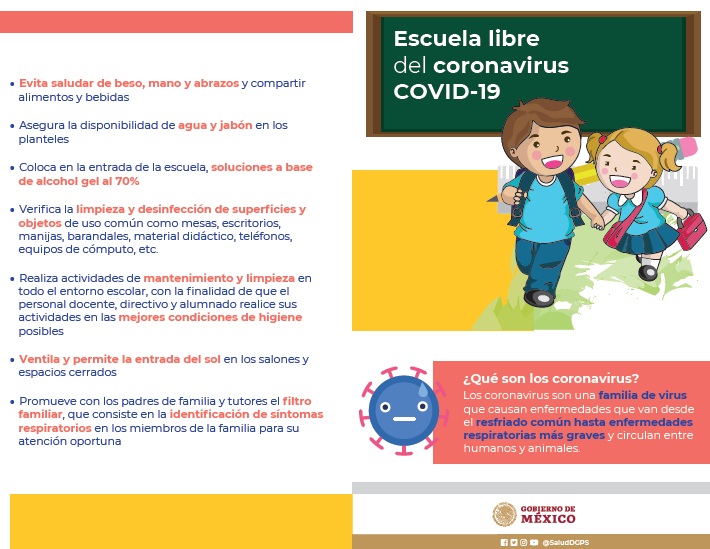 • Evita saludar de beso, mano y abrazos y compartir
alimentos y bebidas
• Asegura la disponibilidad de agua y jabón en los
planteles
• Coloca en la entrada de la escuela, soluciones a base
de alcohol gel al 70%
• Verifica la limpieza y desinfección de superficies y
objetos de uso común como mesas, escritorios,
manijas, barandales, material didáctico, teléfonos,
equipos de cómputo, etc.
• Realiza actividades de mantenimiento y limpieza en
todo el entorno escolar, con la finalidad de que el
personal docente, directivo y alumnado realice sus
actividades en las mejores condiciones de higiene
posibles
• Ventila y permite la entrada del sol en los salones y
espacios cerrados
• Promueve con los padres de familia y tutores el filtro
familiar, que consiste en la identificación de síntomas
respiratorios en los miembros de la familia para su
atención oportuna
Escuela libre
del coronavirus
COVID-19
¿Qué son los coronavirus?
Los coronavirus son una familia de virus
que causan enfermedades que van desde
el resfriado común hasta enfermedades
respiratorias más graves y circulan entre
humanos y animales.
GOBIERNO DE
MÉXICO
@SaludDGPS